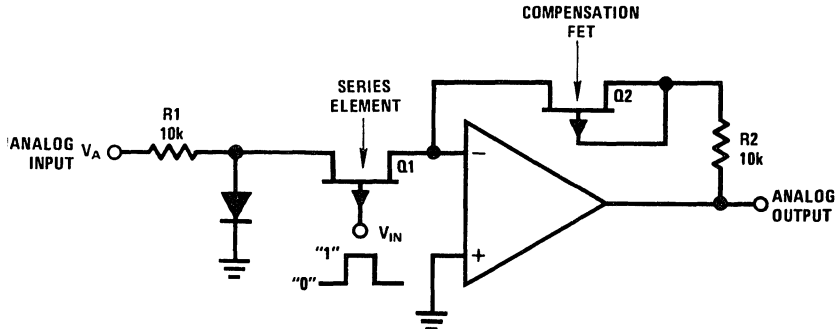 COMPENSATION
FET
SERIES
ELEMENT
Q2
R1
10k
R2
10k
ANALOG
INPUT
VA
Q1
−
ANALOG
OUTPUT
VIN
"1"
"0"
+